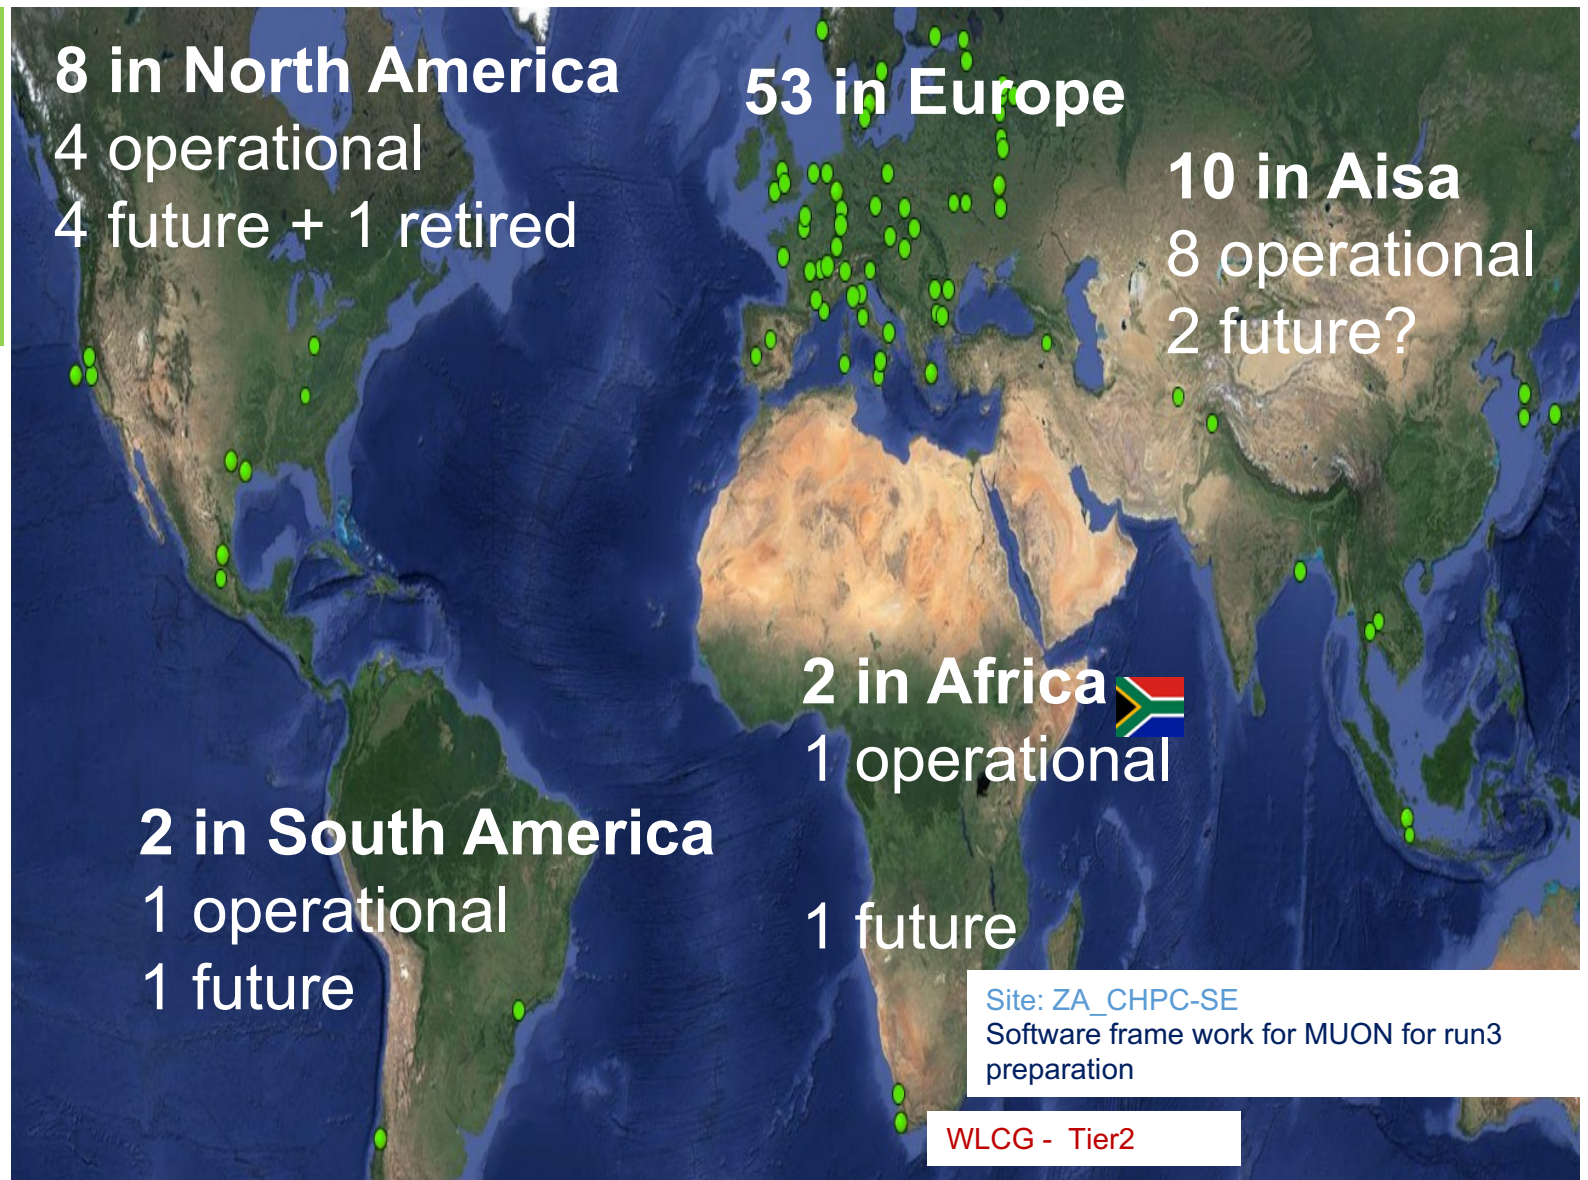 8 in North America
4 operational
4 future + 1 retired
53 in Europe
10 in Aisa
8 operational
2 future?
2 in Africa
1 operational
1 future
2 in South America
1 operational
1 future
Site: ZA_CHPC-SE
Software frame work for MUON for run3
preparation
WLCG - Tier2